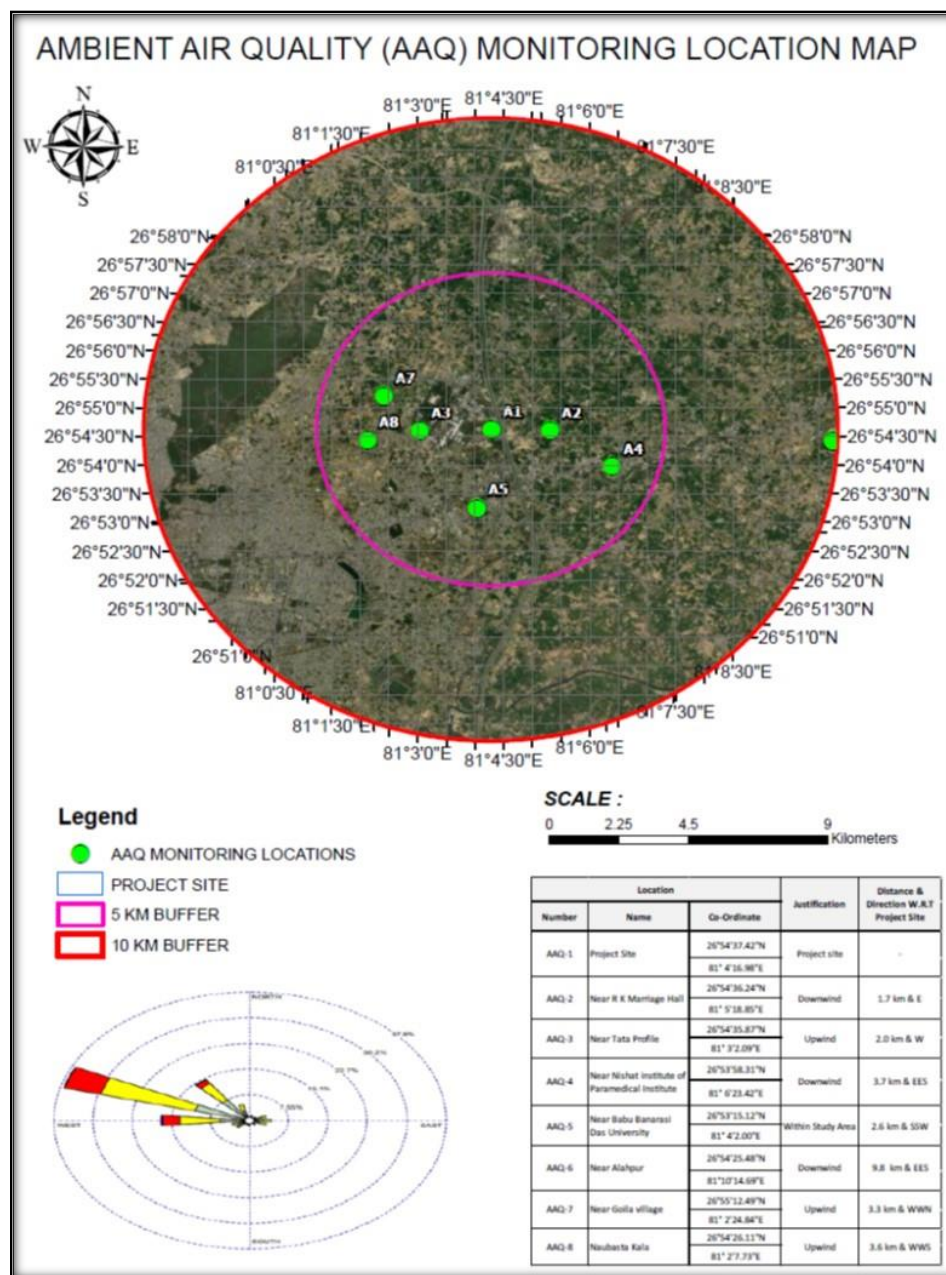 AMBIENT AIR QUALITY (AAQ) MONITORING LOCATION MAP
N
W E
S
81°3'0"E 81°4'30"E 81°6'0"E
81°1'30"E 81°7'30"E
81°0'30"E 81°8'30"E
26°58'0"N 26°58'0"N
26°57'30"N 26°57'30"N
26°57'0"N 26°57'0"N
26°56'30"N 26°56'30"N
26°56'0"N 26°56'0"N
26°55'30"N 26°55'30"N
A7
26°55'0"N 26°55'0"N
A8 A3 A1 A2
26°54'30"N 26°54'30"N
A4
26°54'0"N 26°54'0"N
26°53'30"N A5 26°53'30"N
26°53'0"N 26°53'0"N
26°52'30"N 26°52'30"N
26°52'0"N 26°52'0"N
26°51'30"N 26°51'30"N
26°51'0"N 26°51'0"N
81°0'30"E 81°8'30"E
81°1'30"E 81°7'30"E
81°3'0"E 81°4'30"E 81°6'0"E
SCALE :
0 2.25 4.5 9
Kilometers
Legend
AAQ MONITORING LOCATIONS
PROJECT SITE
5 KM BUFFER
10 KM BUFFER
NORTH
WEST EAST
SOUTH
Location Justification Distance & Direction W.R.T Project Site
Number Name Co-Ordinate
AAQ-1 Project Site 26°54'37.42"N 81° 4'16.98"E Project site -
AAQ-2 Near R K Marriage Hall 26°54'36.24"N 81° 5'18.85"E Downwind 1.7 km & E
AAQ-3 Near Tata Profile 26°54'35.87"N 81° 3'2.09"E Upwind 2.0 km & W
AAQ-4 Near Nishat Institute of Paramedical Institute 26°53'58.31"N 81° 6'23.42"E Downwind 3.7 km & EES
AAQ-5 Near Babu Banarasi Das University 26°53'15.12"N 81° 4'2.00"E Within Study Area 2.6 km & SSW
AAQ-6 Near Alahpur 26°54'25.48"N 81°10'14.69"E Downwind 9.8 km & EES
AAQ-7 Near Goila village 26°55'12.49"N 81° 2'24.84"E Upwind 3.3 km & WWN
AAQ-8 Naubasta Kala 26°54'26.11"N 81° 2'7.73"E Upwind 3.6 km & WWS